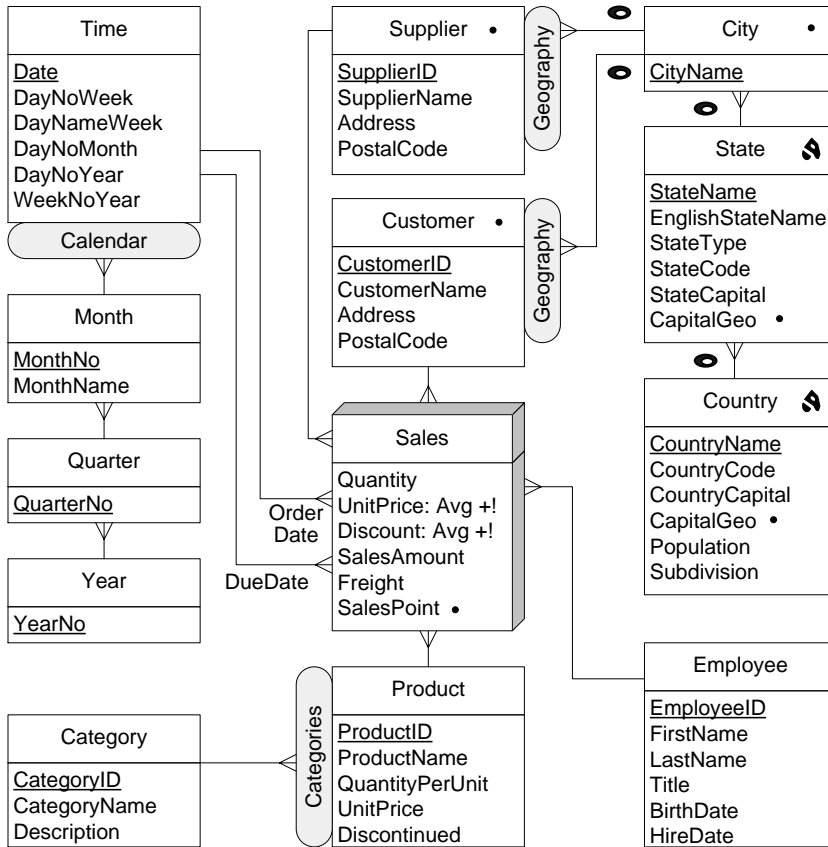 Time
Date
DayNoWeek
DayNameWeek
DayNoMonth
DayNoYear
WeekNoYear
Calendar
Month
MonthNo
MonthName
Quarter
QuarterNo
Year
YearNo
Category
CategoryID
CategoryName
Description
Supplier
SupplierID
SupplierName
Address
PostalCode
Geography
Customer
CustomerID
CustomerName
Address
PostalCode
Geography
Sales
Quantity
UnitPrice: Avg +!
Discount: Avg +!
SalesAmount
Freight
SalesPoint
Order
Date
DueDate
Product
ProductID
ProductName
QuantityPerUnit
UnitPrice
Discontinued
Categories
City
CityName
State
StateName
EnglishStateName
StateType
StateCode
StateCapital
CapitalGeo
Country
CountryName
CountryCode
CountryCapital
CapitalGeo
Population
Subdivision
Employee
EmployeeID
FirstName
LastName
Title
BirthDate
HireDate